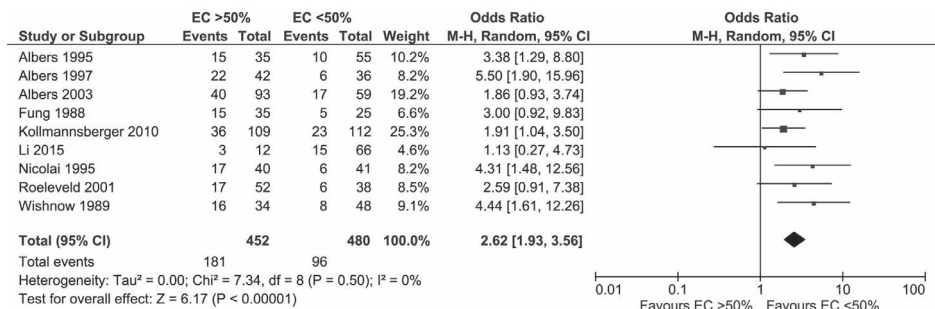 EC >50% EC <50% Odds Ratio Odds Ratio
Study or Subgroup Events Total Events Total Weight M-H, Random, 95% CI M-H, Random, 95% CI
Albers 1995 15 35 10 55 10.2% 3.38 [1.29, 8.80]
Albers 1997 22 42 6 36 8.2% 5.50 [1.90, 15.96]
Albers 2003 40 93 17 59 19.2% 1.86 [0.93, 3.74]
Fung 1988 15 35 5 25 6.7% 3.00 [0.92, 9.83]
Kollmannsberger 2010 36 109 23 112 25.3% 1.91 [1.04, 3.50]
Li 2015 3 12 15 66 4.6% 1.13 [0.27, 4.73]
Nicolai 1995 17 40 6 41 8.2% 4.31 [1.48, 12.56]
Roeleveld 2001 17 52 6 38 8.5% 2.59 [0.91, 7.38]
Wishnow 1989 16 34 8 48 9.1% 4.44 [1.61, 12.26]
Total (95% CI) 452 480 100.0% 2.62 [1.93, 3.56]
Total events 181 96
Heterogeneity: Tau² = 0.00; Chi² = 7.34, df = 8 (P = 0.50); I² = 0%
Test for overall effect: Z = 6.17 (P < 0.00001)
0.01 0.1 1 10 100
Favours EC >50% Favours EC <50%